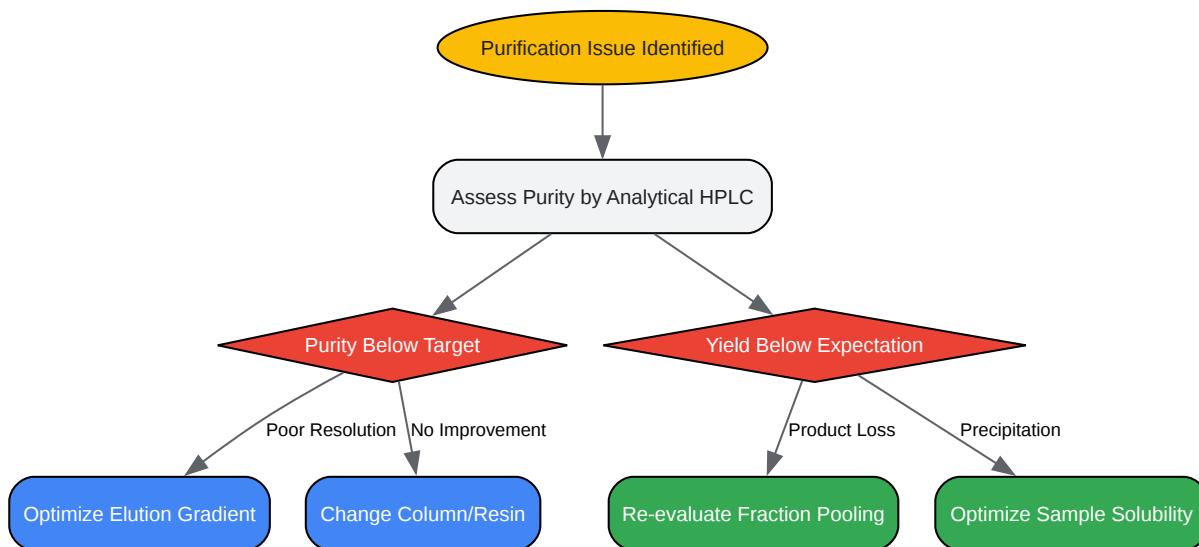 Purification Issue Identified
Assess Purity by Analytical HPLC
Purity Below Target
Yield Below Expectation
Poor Resolution
No Improvement
Product Loss
Precipitation
Optimize Elution Gradient
Change Column/Resin
Re-evaluate Fraction Pooling
Optimize Sample Solubility